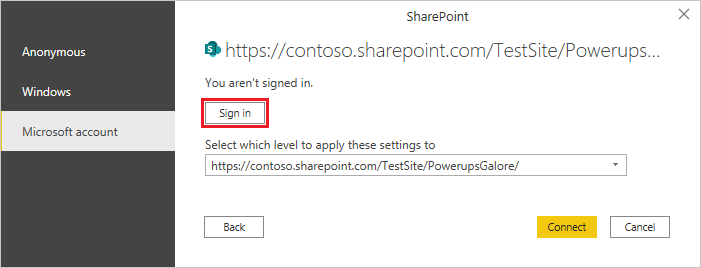 SharePoint
Anonymous
Windows
Microsoft account
https://contoso.sharepoint.com/TestSite/Powerups...
You aren't signed in.
Sign in
Select which level to apply these settings to
https://contoso.sharepoint.com/TestSite/PowerupsGalore/
Back
Connect
Cancel